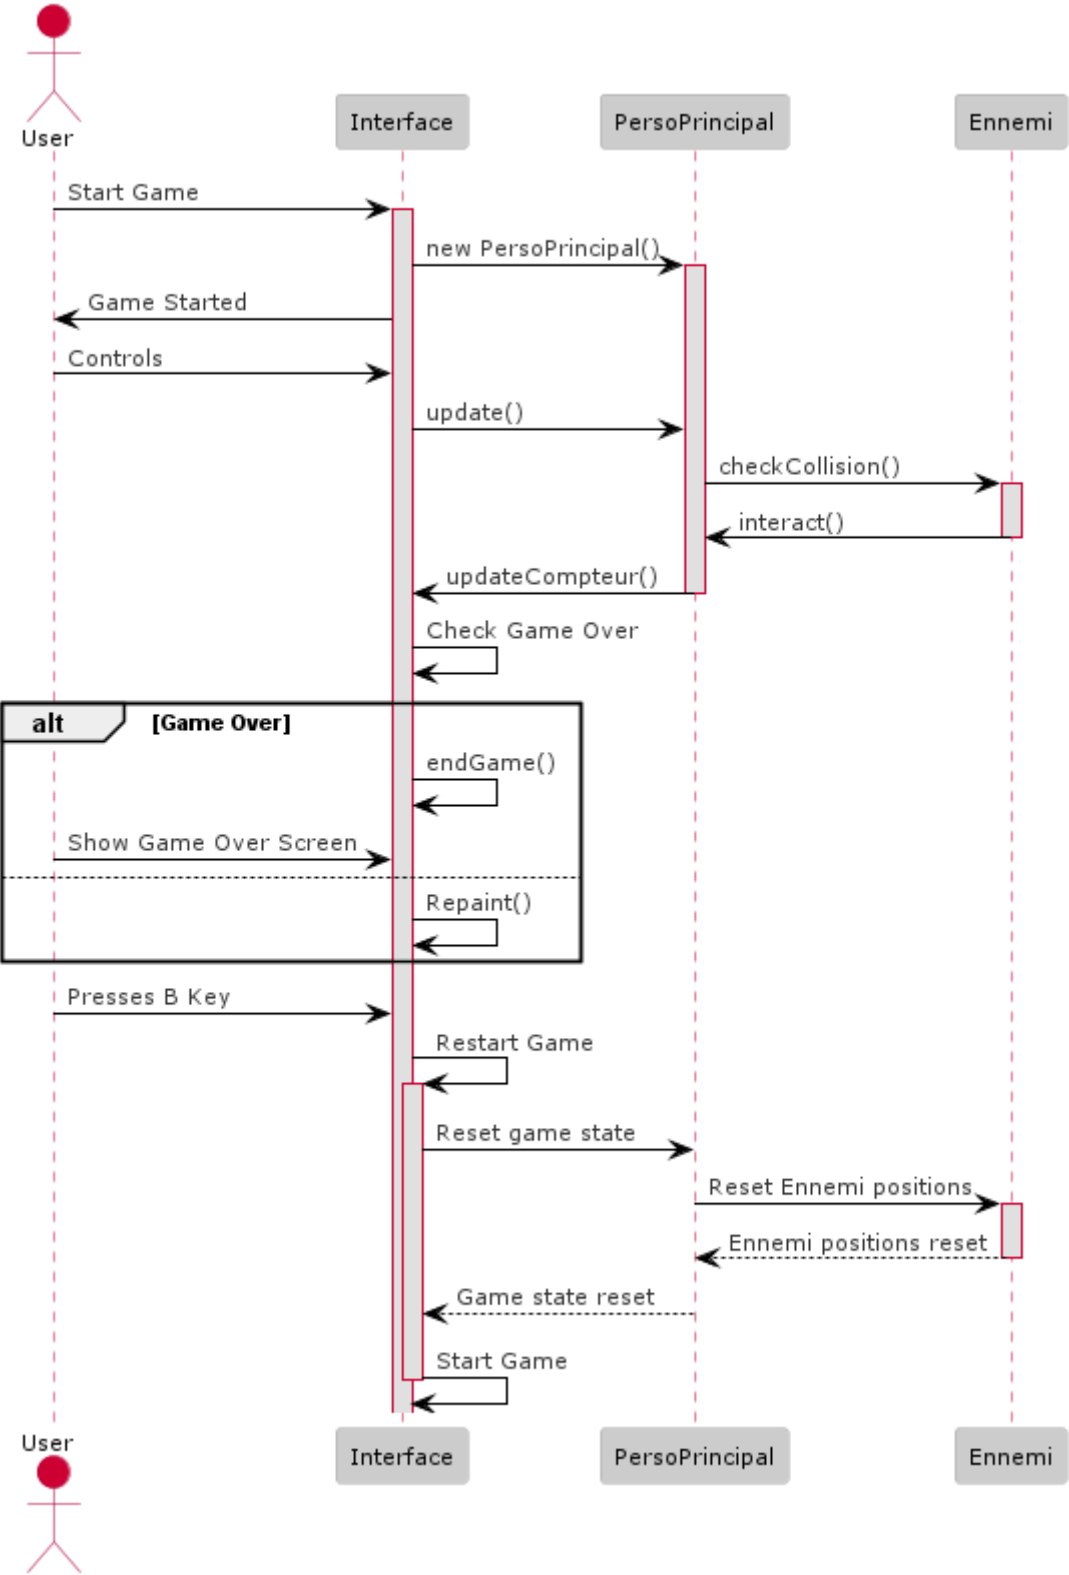 User
Interface
PersoPrincipal
Ennemi
Start Game
new PersoPrincipal()
Game Started
Controls
update()
checkCollision()
interact()
updateCompteur()
Check Game Over
alt [Game Over]
endGame()
Show Game Over Screen
Repaint()
Presses B Key
Restart Game
Reset game state
Reset Ennemi positions
Ennemi positions reset
Game state reset
Start Game
User
Interface
PersoPrincipal
Ennemi